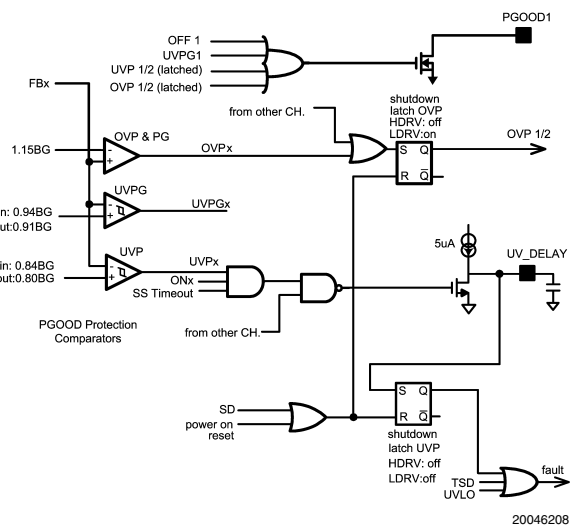 PGOOD1
OFF 1
UVPG1
UVP 1/2 (latched)
OVP 1/2 (latched)
FBx
from other CH.
shutdown
latch OVP
HDRV: off
LDRV:on
OVP & PG
1.15BG
-
+
OVPx
S Q
R Q
OVP 1/2
UVPG
-
+
n: 0.94BG
ut:0.91BG
UVPGx
5uA
UV_DELAY
UVP
-
+
in: 0.84BG
out:0.80BG
UVPx
ONx
SS Timeout
from other CH.
PGOOD Protection
Comparators
SD
power on
reset
S Q
R Q
shutdown
latch UVP
HDRV: off
LDRV:off
TSD
UVLO
fault
20046208